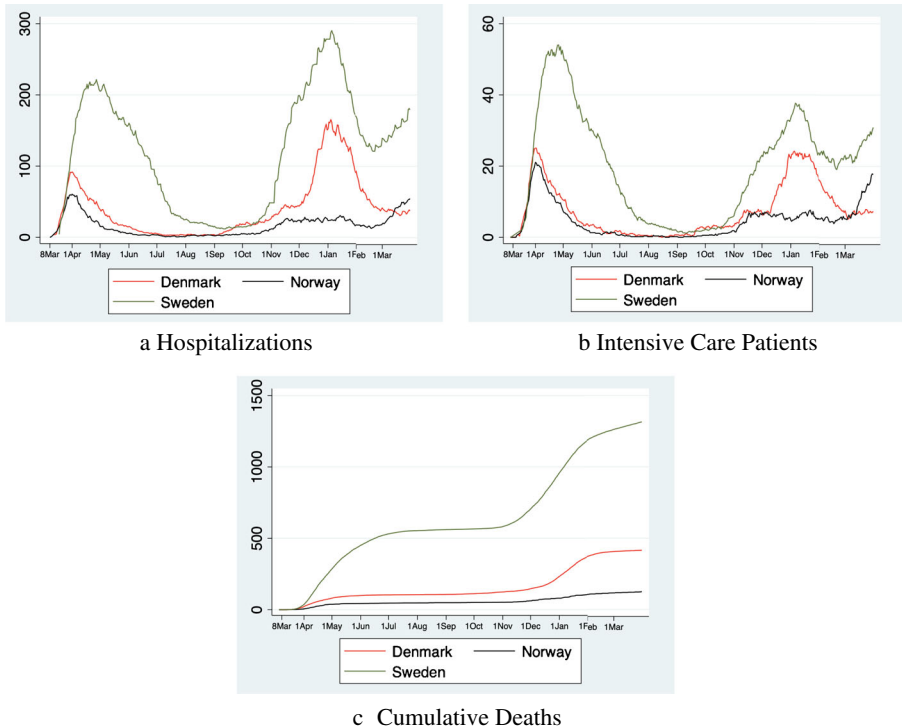 300
200
100
0
8Mar 1Apr 1May 1Jun 1Jul 1Aug 1Sep 1Oct 1Nov 1Dec 1Jan 1Feb 1Mar
Denmark Norway
Sweden
a Hospitalizations
60
40
20
0
8Mar 1Apr 1May 1Jun 1Jul 1Aug 1Sep 1Oct 1Nov 1Dec 1Jan 1Feb 1Mar
Denmark Norway
Sweden
b Intensive Care Patients
1500
1000
500
0
8Mar 1Apr 1May 1Jun 1Jul 1Aug 1Sep 1Oct 1Nov 1Dec 1Jan 1Feb 1Mar
Denmark Norway
Sweden
c Cumulative Deaths